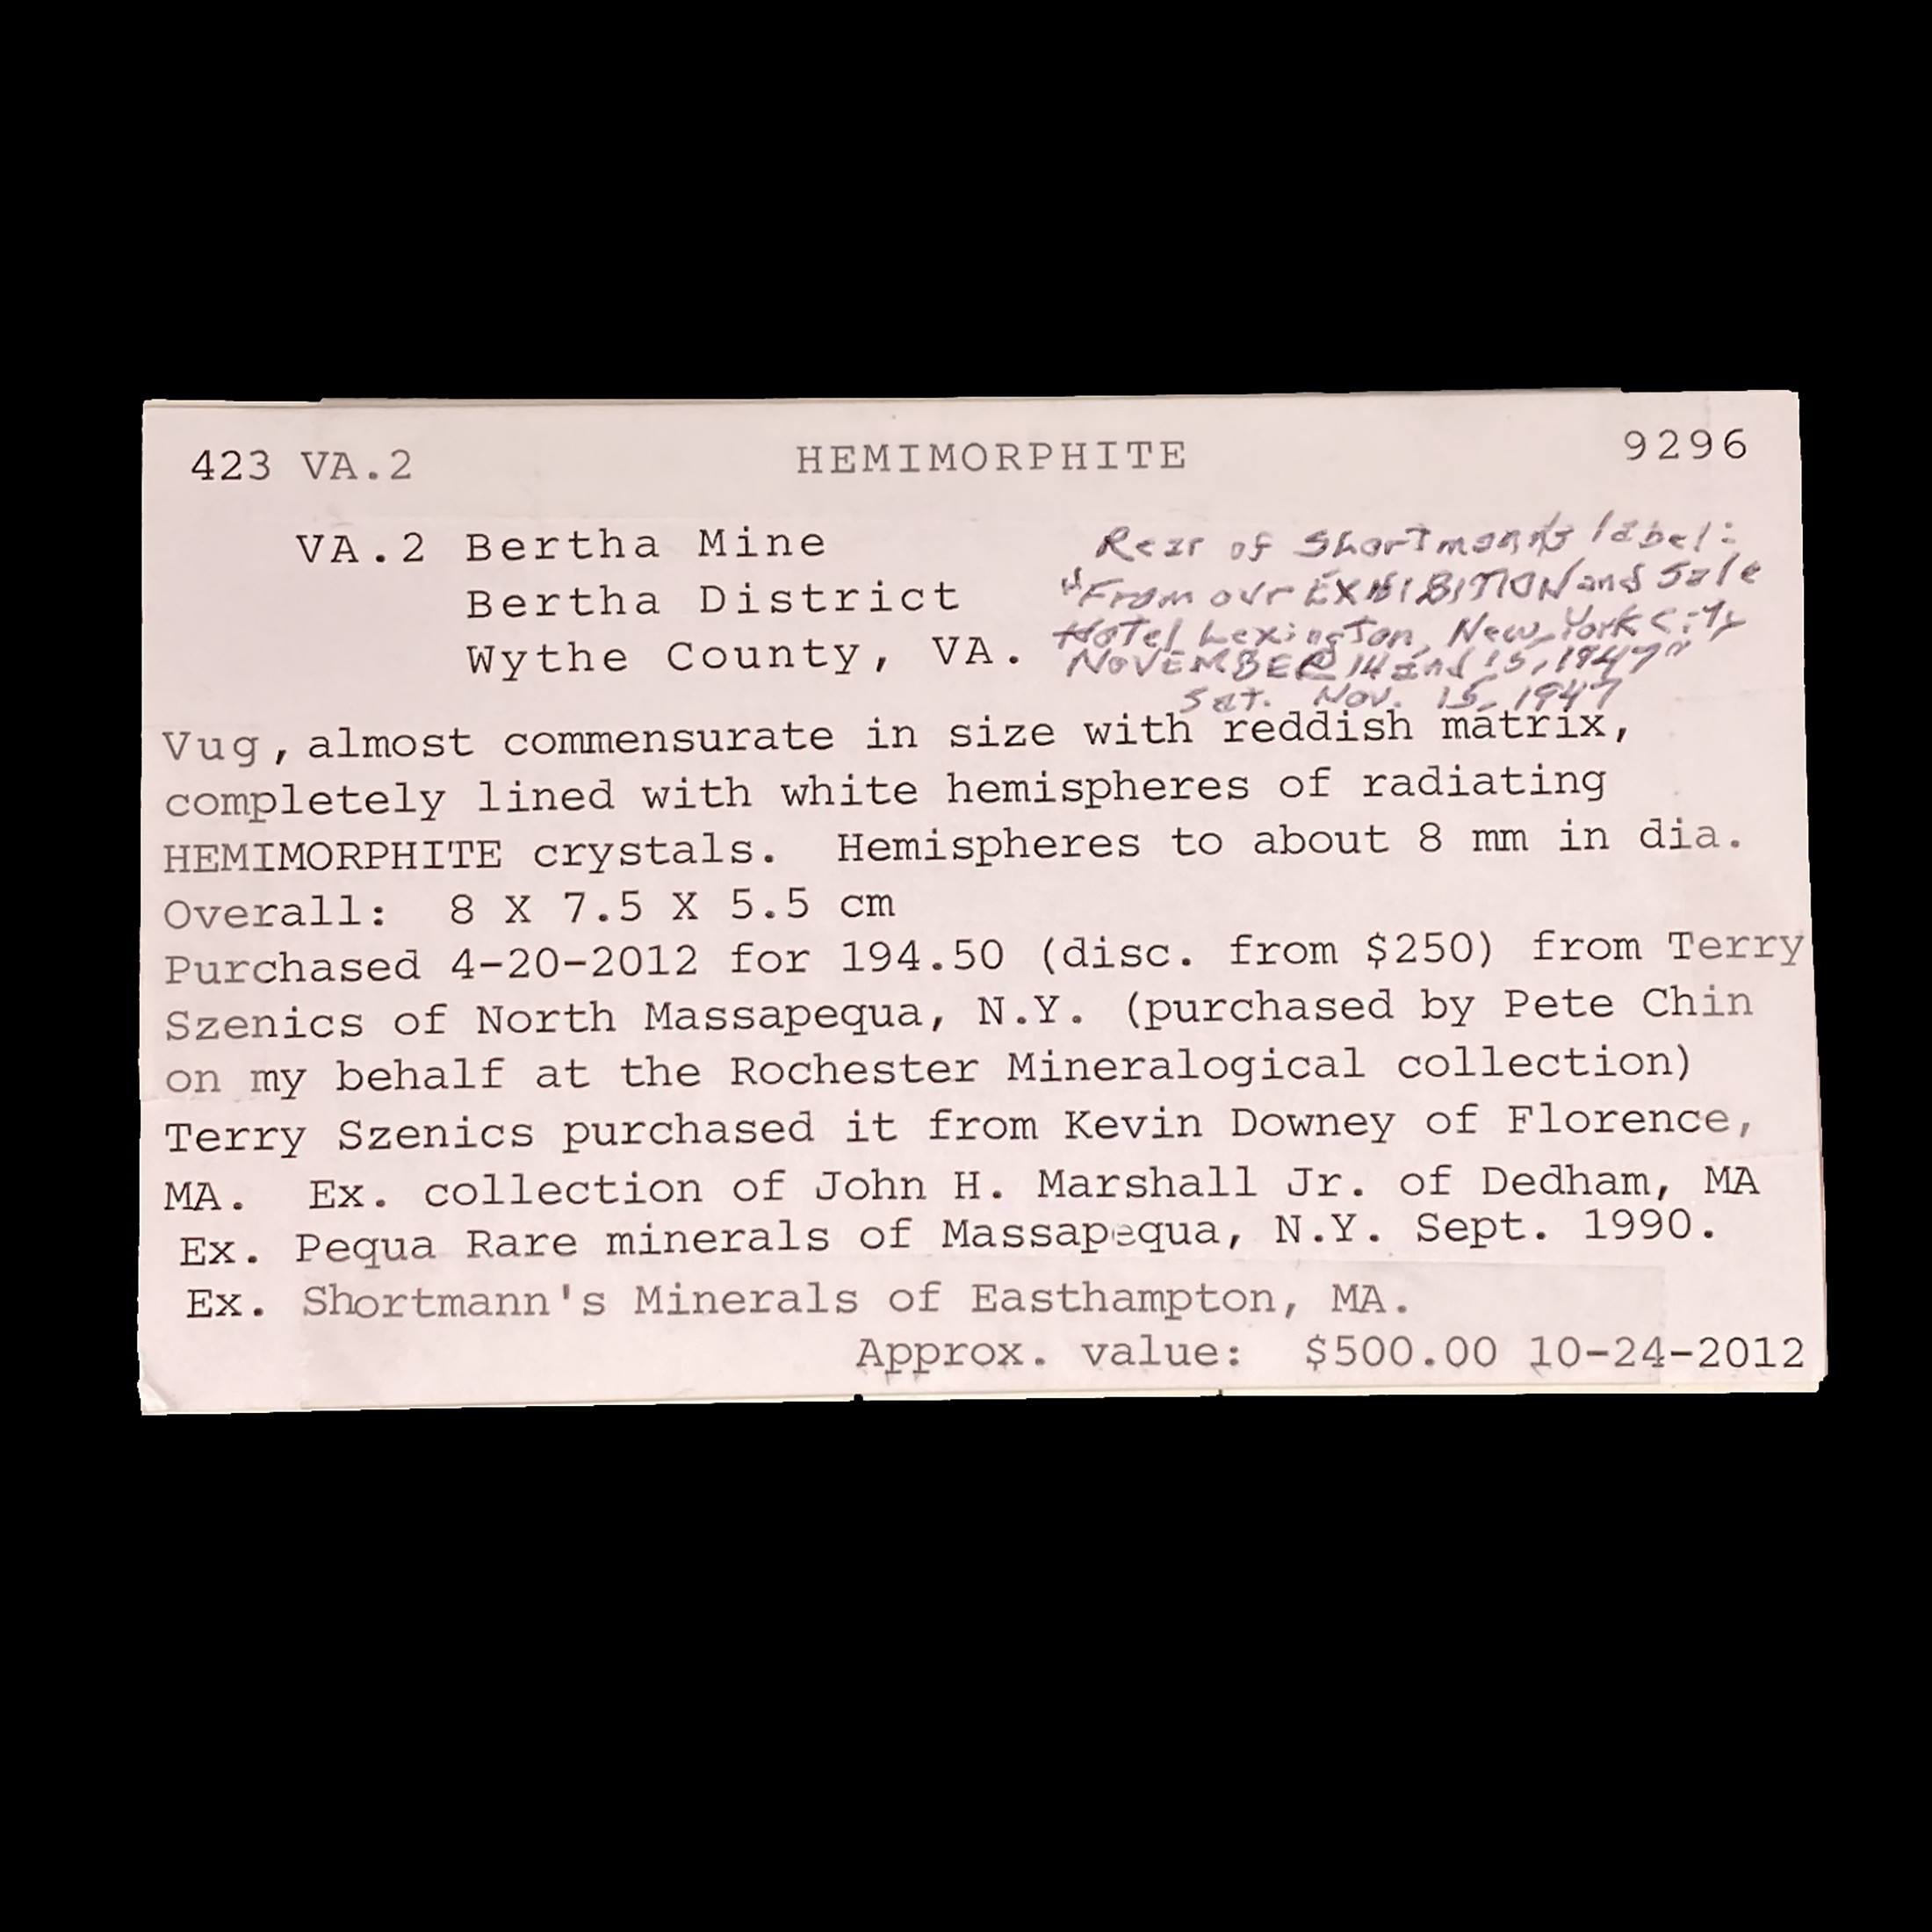 423 VA.2 HEMIMORPHITE 9296
VA.2 Bertha Mine
Bertha District
Wythe County, VA.
Rear of Shortmann's label:
"From our EXHIBITION and Sale
Hotel Lexington, New York City
NOVEMBER 14 and 15, 1947"
Sat. Nov. 15, 1947
Vug, almost commensurate in size with reddish matrix,
completely lined with white hemispheres of radiating
HEMIMORPHITE crystals. Hemispheres to about 8 mm in dia.
Overall: 8 X 7.5 X 5.5 cm
Purchased 4-20-2012 for 194.50 (disc. from $250) from Terry
Szenics of North Massapequa, N.Y. (purchased by Pete Chin
on my behalf at the Rochester Mineralogical collection)
Terry Szenics purchased it from Kevin Downey of Florence,
MA. Ex. collection of John H. Marshall Jr. of Dedham, MA
Ex. Pequa Rare minerals of Massapequa, N.Y. Sept. 1990.
Ex. Shortmann's Minerals of Easthampton, MA.
Approx. value: $500.00 10-24-2012